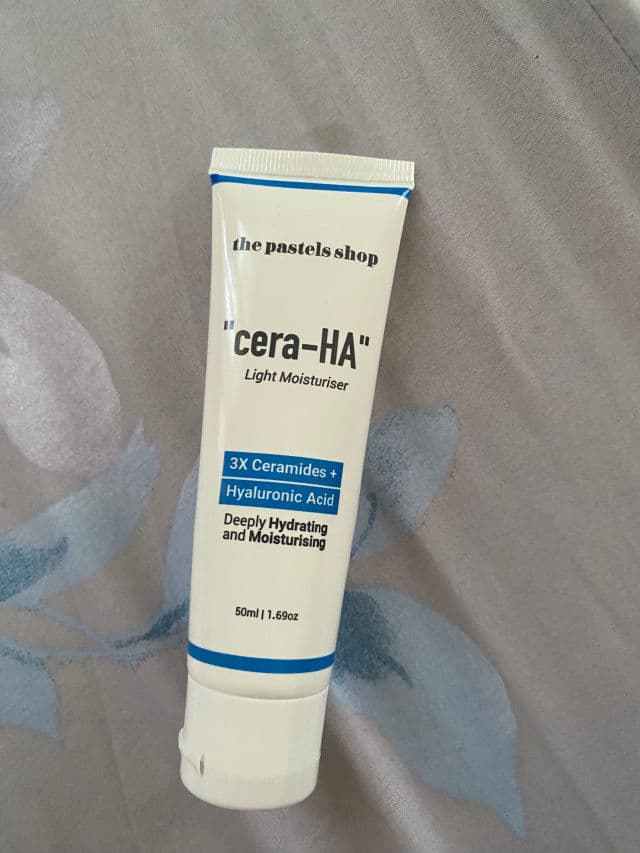 the pastels shop
"cera-HA"
Light Moisturiser
3X Ceramides +
Hyaluronic Acid
Deeply Hydrating
and Moisturising
50ml | 1.69oz